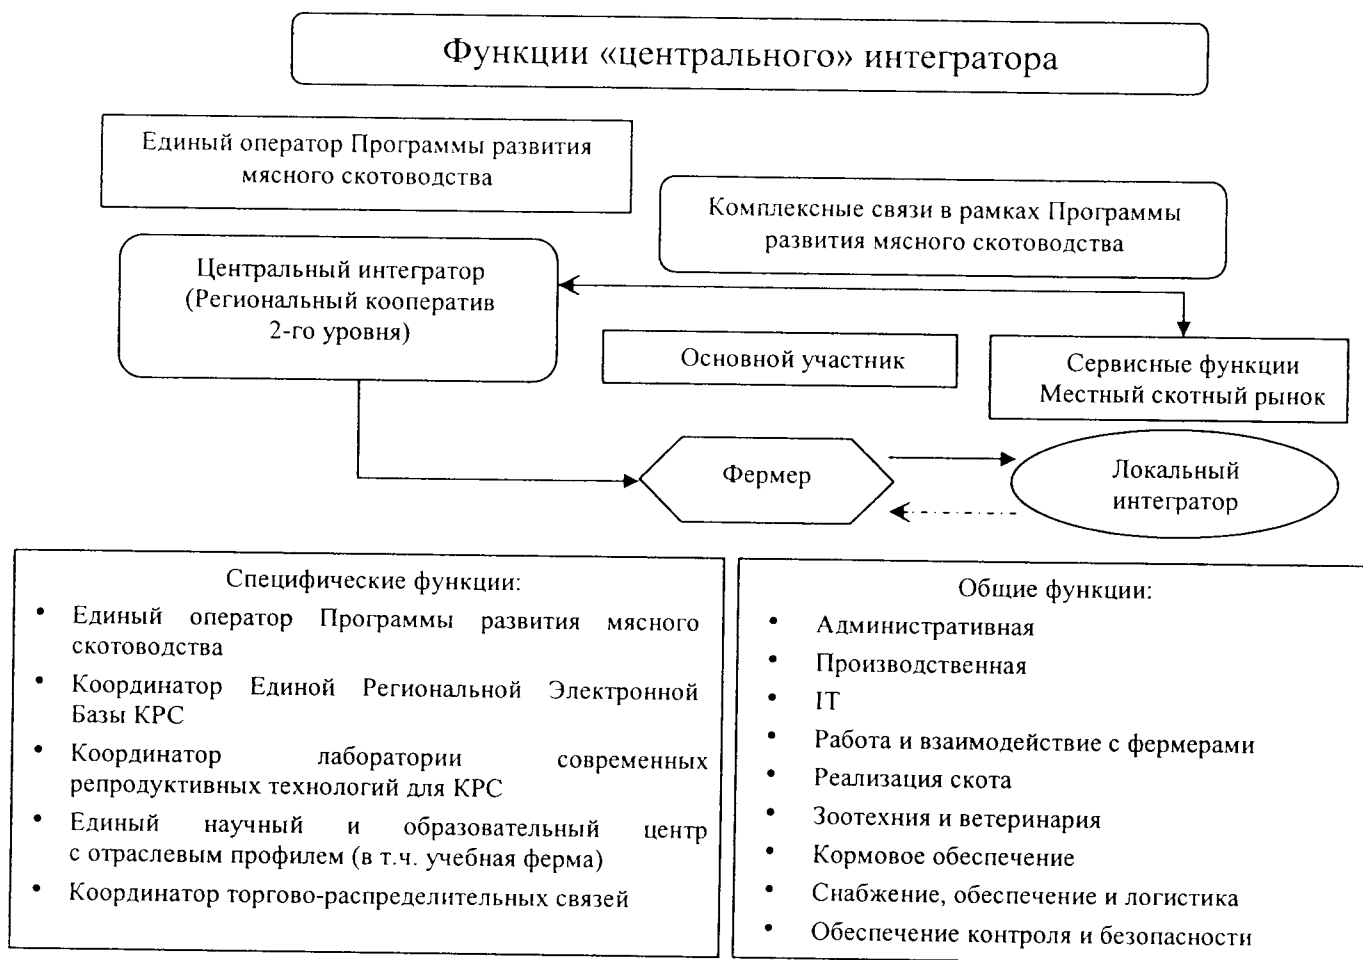 Функции «центрального» интегратора
Единый оператор Программы развития
мясного скотоводства
Комплексные связи в рамках Программы
развития мясного скотоводства
Центральный интегратор
(Региональный кооператив
2-го уровня)
Основной участник
Сервисные функции
Местный скотный рынок
Фермер
Локальный
интегратор
Специфические функции:
• Единый оператор Программы развития мясного
скотоводства
• Координатор Единой Региональной Электронной
Базы КРС
• Координатор лаборатории современных
репродуктивных технологий для КРС
• Единый научный и образовательный центр
с отраслевым профилем (в т.ч. учебная ферма)
• Координатор торгово-распределительных связей
Общие функции:
• Административная
• Производственная
• IT
• Работа и взаимодействие с фермерами
• Реализация скота
• Зоотехния и ветеринария
• Кормовое обеспечение
• Снабжение, обеспечение и логистика
• Обеспечение контроля и безопасности